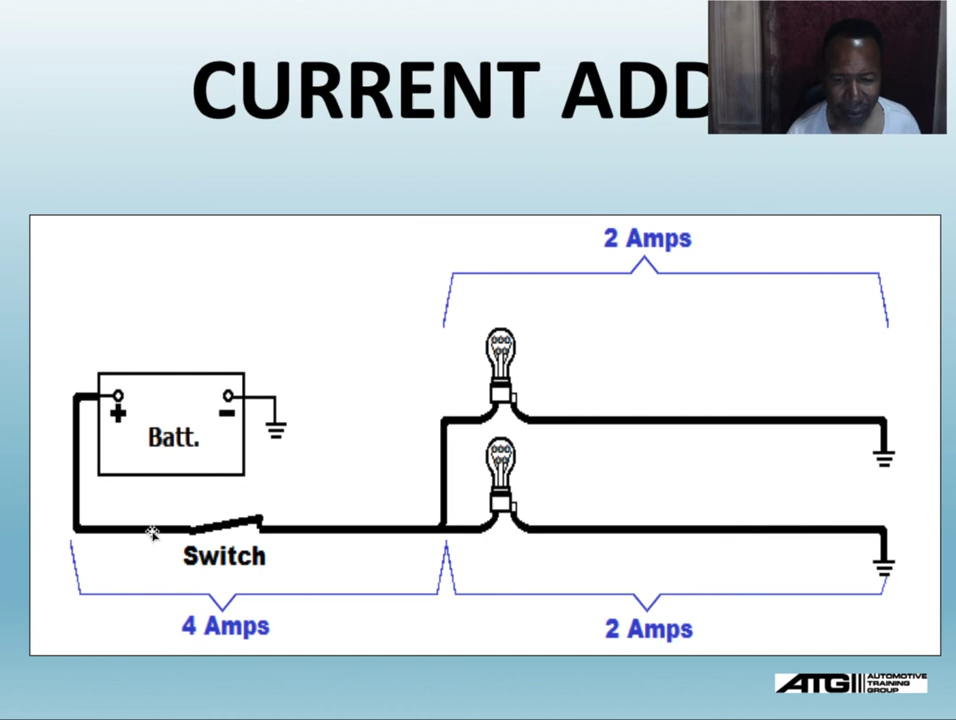 CURRENT ADD
2 Amps
+
-
Batt.
Switch
4 Amps
2 Amps
ATG
AUTOMOTIVE
TRAINING
GROUP